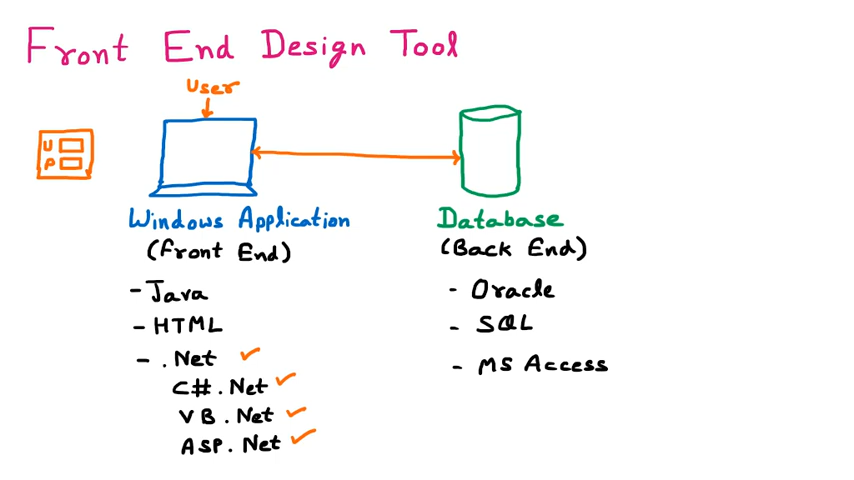 Front End Design Tool
User
U
P
Windows Application
(Front End)
- Java
- HTML
- .Net ✓
C#.Net ✓
VB.Net ✓
ASP.Net ✓
Database
(Back End)
- Oracle
- SQL
- MS Access